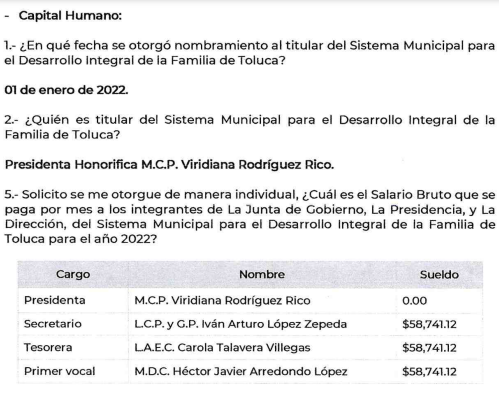 - Capital Humano:
1.- ¿En qué fecha se otorgó nombramiento al titular del Sistema Municipal para
el Desarrollo Integral de la Familia de Toluca?
01 de enero de 2022.
2.- ¿Quién es titular del Sistema Municipal para el Desarrollo Integral de la
Familia de Toluca?
Presidenta Honorifica M.C.P. Viridiana Rodríguez Rico.
5.- Solicito se me otorgue de manera individual, ¿Cuál es el Salario Bruto que se
paga por mes a los integrantes de La Junta de Gobierno, La Presidencia, y La
Dirección, del Sistema Municipal para el Desarrollo Integral de la Familia de
Toluca para el año 2022?
Cargo Nombre Sueldo
Presidenta M.C.P. Viridiana Rodríguez Rico 0.00
Secretario L.C.P. y G.P. Iván Arturo López Zepeda $58,741.12
Tesorera L.A.E.C. Carola Talavera Villegas $58,741.12
Primer vocal M.D.C. Héctor Javier Arredondo López $58,741.12